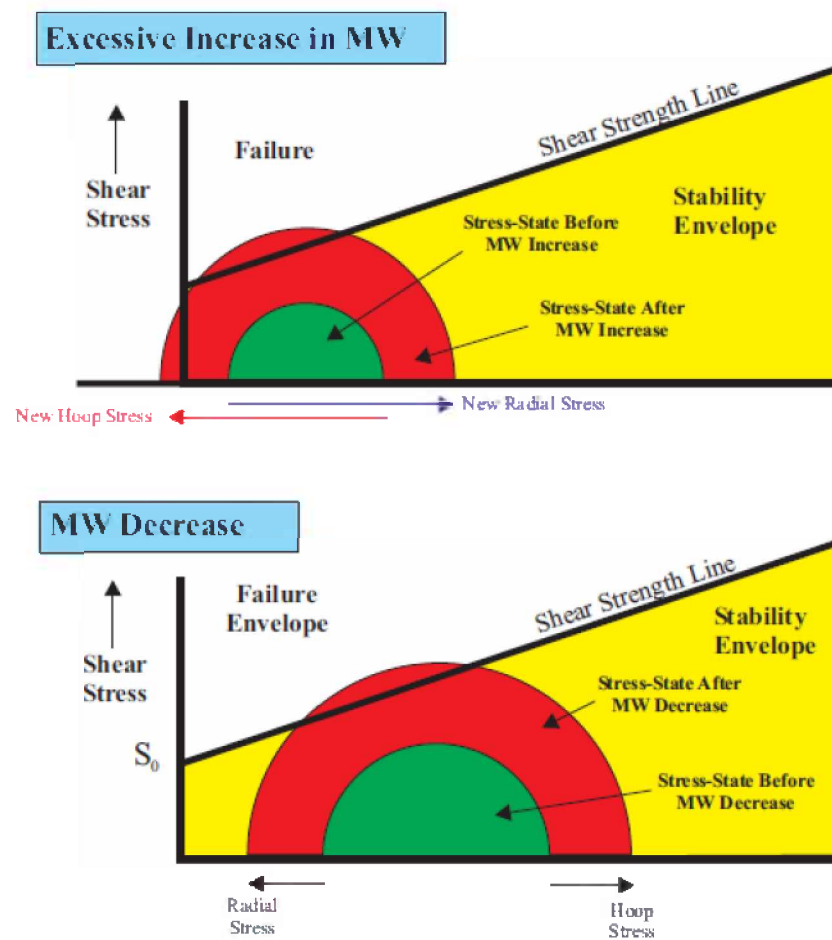 Excessive Increase in MW
Failure
Shear Strength Line
Shear
Stress
Stability
Envelope
Stress-State Before
MW Increase
Stress-State After
MW Increase
New Hoop Stress
New Radial Stress
MW Decrease
Failure
Envelope
Shear Strength Line
Stability
Envelope
Shear
Stress
Stress-State After
MW Decrease
S₀
Stress-State Before
MW Decrease
Radial
Stress
Hoop
Stress